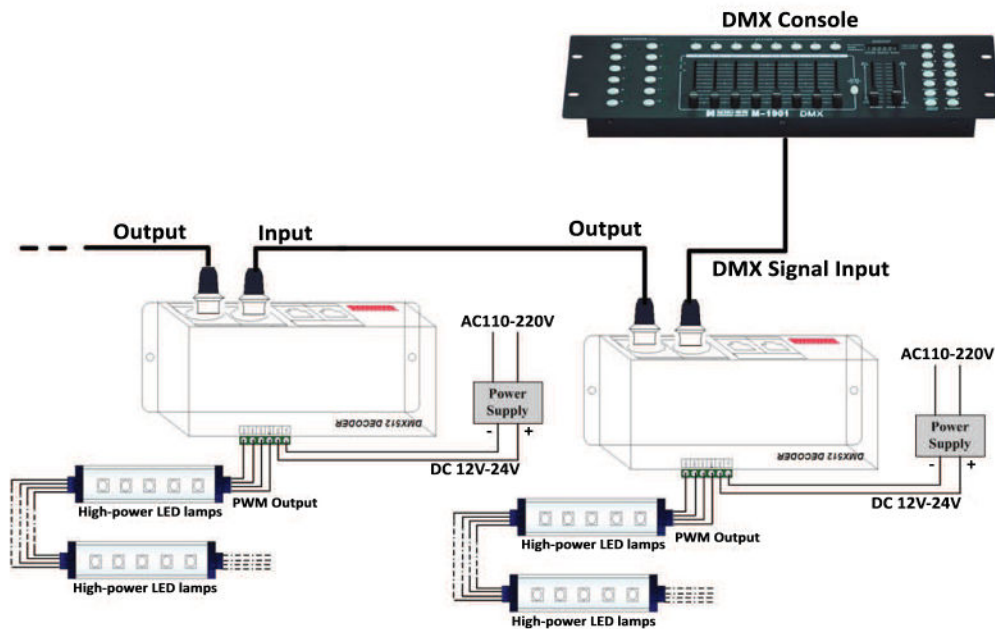 DMX Console
M-1901 DMX
Output
Input
Output
DMX Signal Input
AC110-220V
Power
Supply
- +
DMX512 DECODER
DC 12V-24V
PWM Output
High-power LED lamps
High-power LED lamps
AC110-220V
Power
Supply
- +
DMX512 DECODER
DC 12V-24V
PWM Output
High-power LED lamps
High-power LED lamps